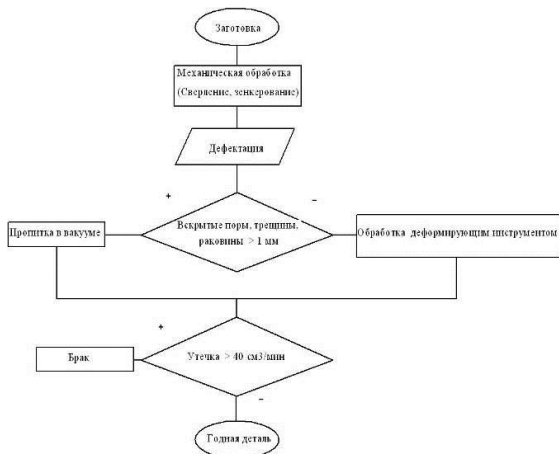 Заготовка
Механическая обработка
(Сверление, зенкерование)
Дефектация
+
−
Вскрытые поры, трещины,
раковины > 1 мм
Пропитка в вакууме
Обработка деформирующим инструментом
+
Утечка > 40 см3/мин
Брак
−
Годная деталь